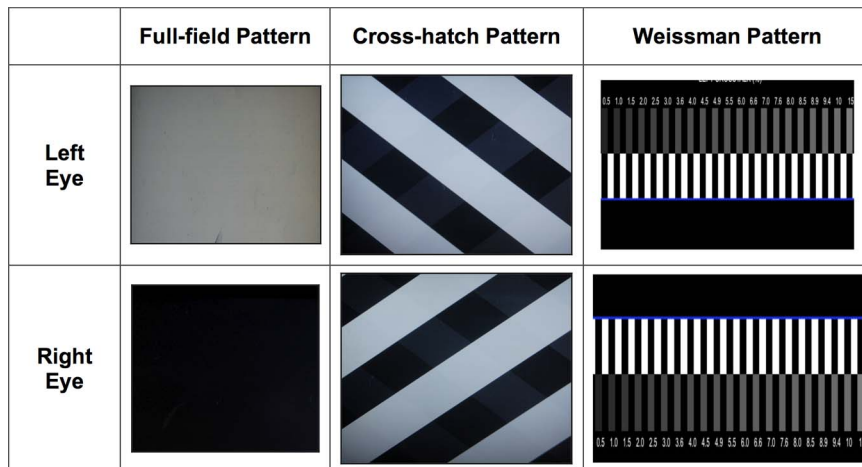 Full-field Pattern Cross-hatch Pattern Weissman Pattern
Left
Eye
0.5 1.0 1.5 2.0 2.5 3.0 3.6 4.0 4.5 4.9 5.5 6.0 6.6 7.0 7.6 8.0 8.5 8.9 9.4 10 15
Right
Eye
0.5 1.0 1.5 2.0 2.5 3.0 3.6 4.0 4.5 4.9 5.5 6.0 6.6 7.6 8.0 8.5 8.9 9.4 10 1